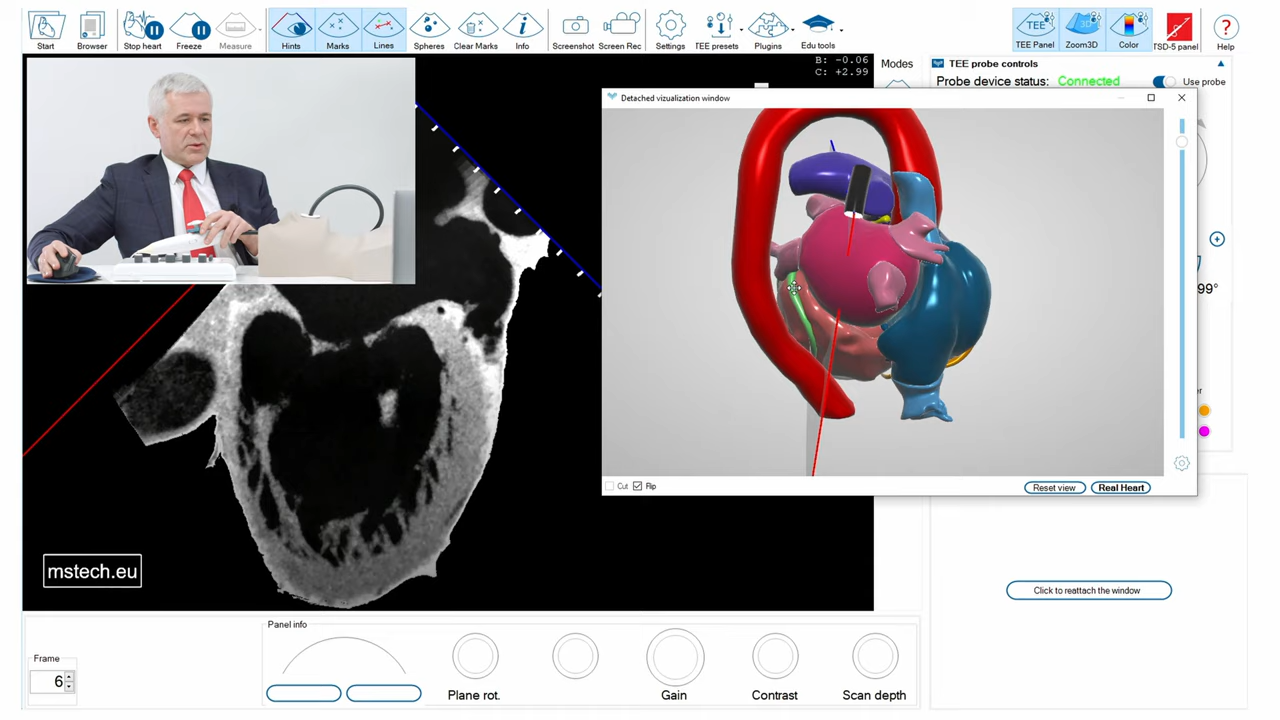 Start
Browser
Stop heart
Freeze
Measure
Hints
Marks
Lines
Spheres
Clear Marks
Info
Screenshot
Screen Rec
Settings
TEE presets
Plugins
Edu tools
TEE Panel
Zoom3D
Color
TSD-5 panel
Help
B: -0.06
C: +2.99
Modes
TEE probe controls
Probe device status: Connected
Use probe
Detached vizualization window
99°
Cut
Flip
Reset view
Real Heart
mstech.eu
Click to reattach the window
Panel info
Frame
6
Plane rot.
Gain
Contrast
Scan depth